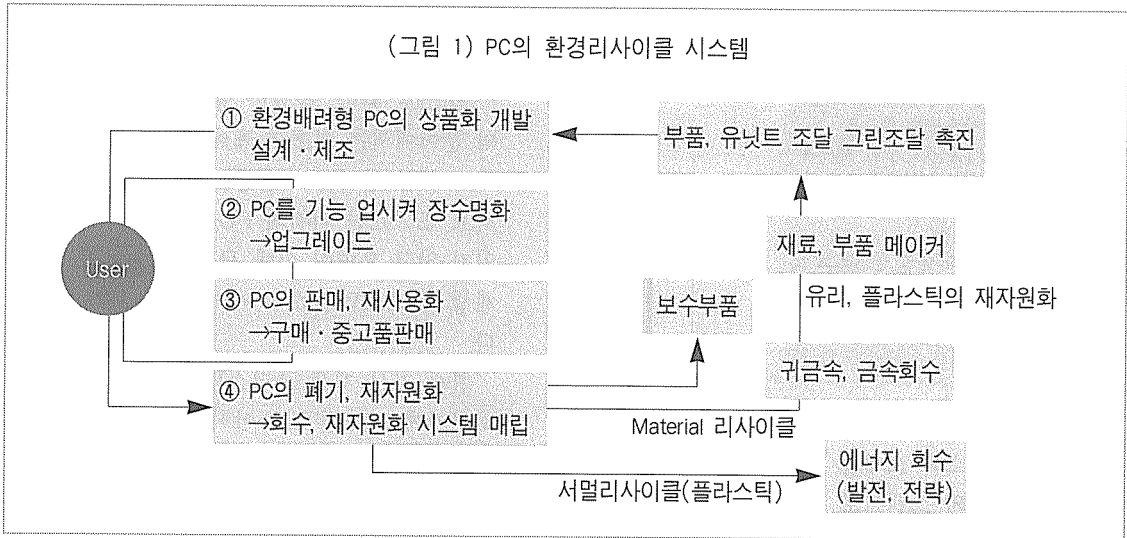 (그림 1) PC의 환경리사이클 시스템
① 환경배려형 PC의 상품화 개발
설계·제조
부품, 유닛트 조달 그린조달 촉진
② PC를 기능 업시켜 장수명화
→업그레이드
재료, 부품 메이커
User
③ PC의 판매, 재사용화
→구매·중고품판매
보수부품
유리, 플라스틱의 재자원화
④ PC의 폐기, 재자원화
→회수, 재자원화 시스템 매립
귀금속, 금속회수
Material 리사이클
서멀리사이클(플라스틱)
에너지 회수
(발전, 전략)